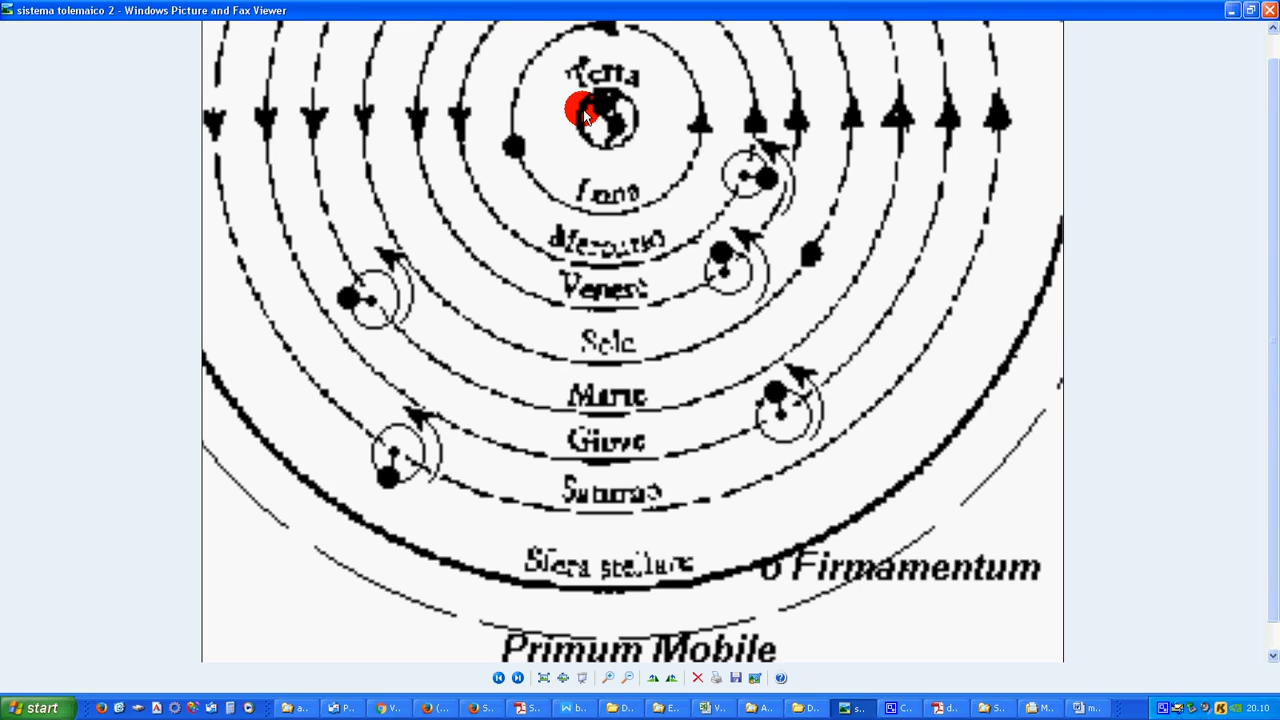 sistema tolemaico 2 - Windows Picture and Fax Viewer
Terra
Luna
Mercurio
Venere
Sole
Marte
Giove
Saturno
Sfera stellare
o Firmamentum
Primum Mobile
start
a...
P...
V...
(...
S...
S...
b...
D...
E...
V...
A...
D...
s...
C...
d...
S...
M...
m...
20.10